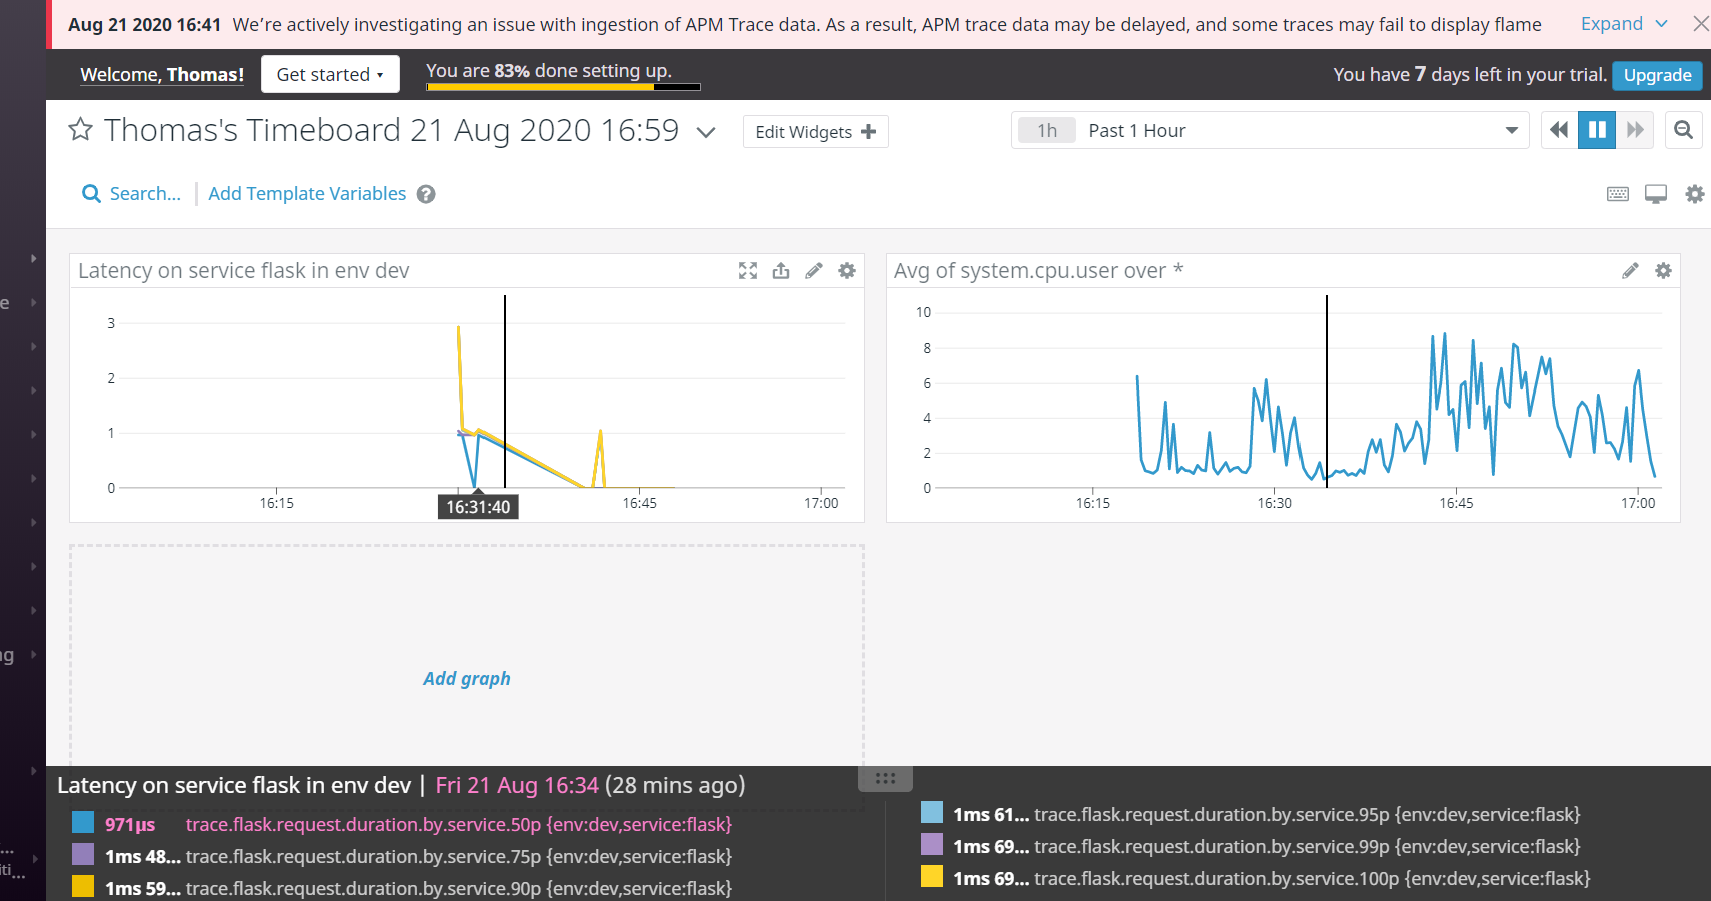 Aug 21 2020 16:41 We're actively investigating an issue with ingestion of APM Trace data. As a result, APM trace data may be delayed, and some traces may fail to display flame Expand
Welcome, Thomas! Get started You are 83% done setting up. You have 7 days left in your trial. Upgrade
Thomas's Timeboard 21 Aug 2020 16:59 Edit Widgets + 1h Past 1 Hour
Search... Add Template Variables ?
Latency on service flask in env dev
3
2
1
0
16:15 16:31:40 16:45 17:00
Avg of system.cpu.user over *
10
8
6
4
2
0
16:15 16:30 16:45 17:00
e
ng
...
iti...
Add graph
Latency on service flask in env dev | Fri 21 Aug 16:34 (28 mins ago)
971µs trace.flask.request.duration.by.service.50p {env:dev,service:flask}
1ms 48... trace.flask.request.duration.by.service.75p {env:dev,service:flask}
1ms 59... trace.flask.request.duration.by.service.90p {env:dev,service:flask}
1ms 61... trace.flask.request.duration.by.service.95p {env:dev,service:flask}
1ms 69... trace.flask.request.duration.by.service.99p {env:dev,service:flask}
1ms 69... trace.flask.request.duration.by.service.100p {env:dev,service:flask}